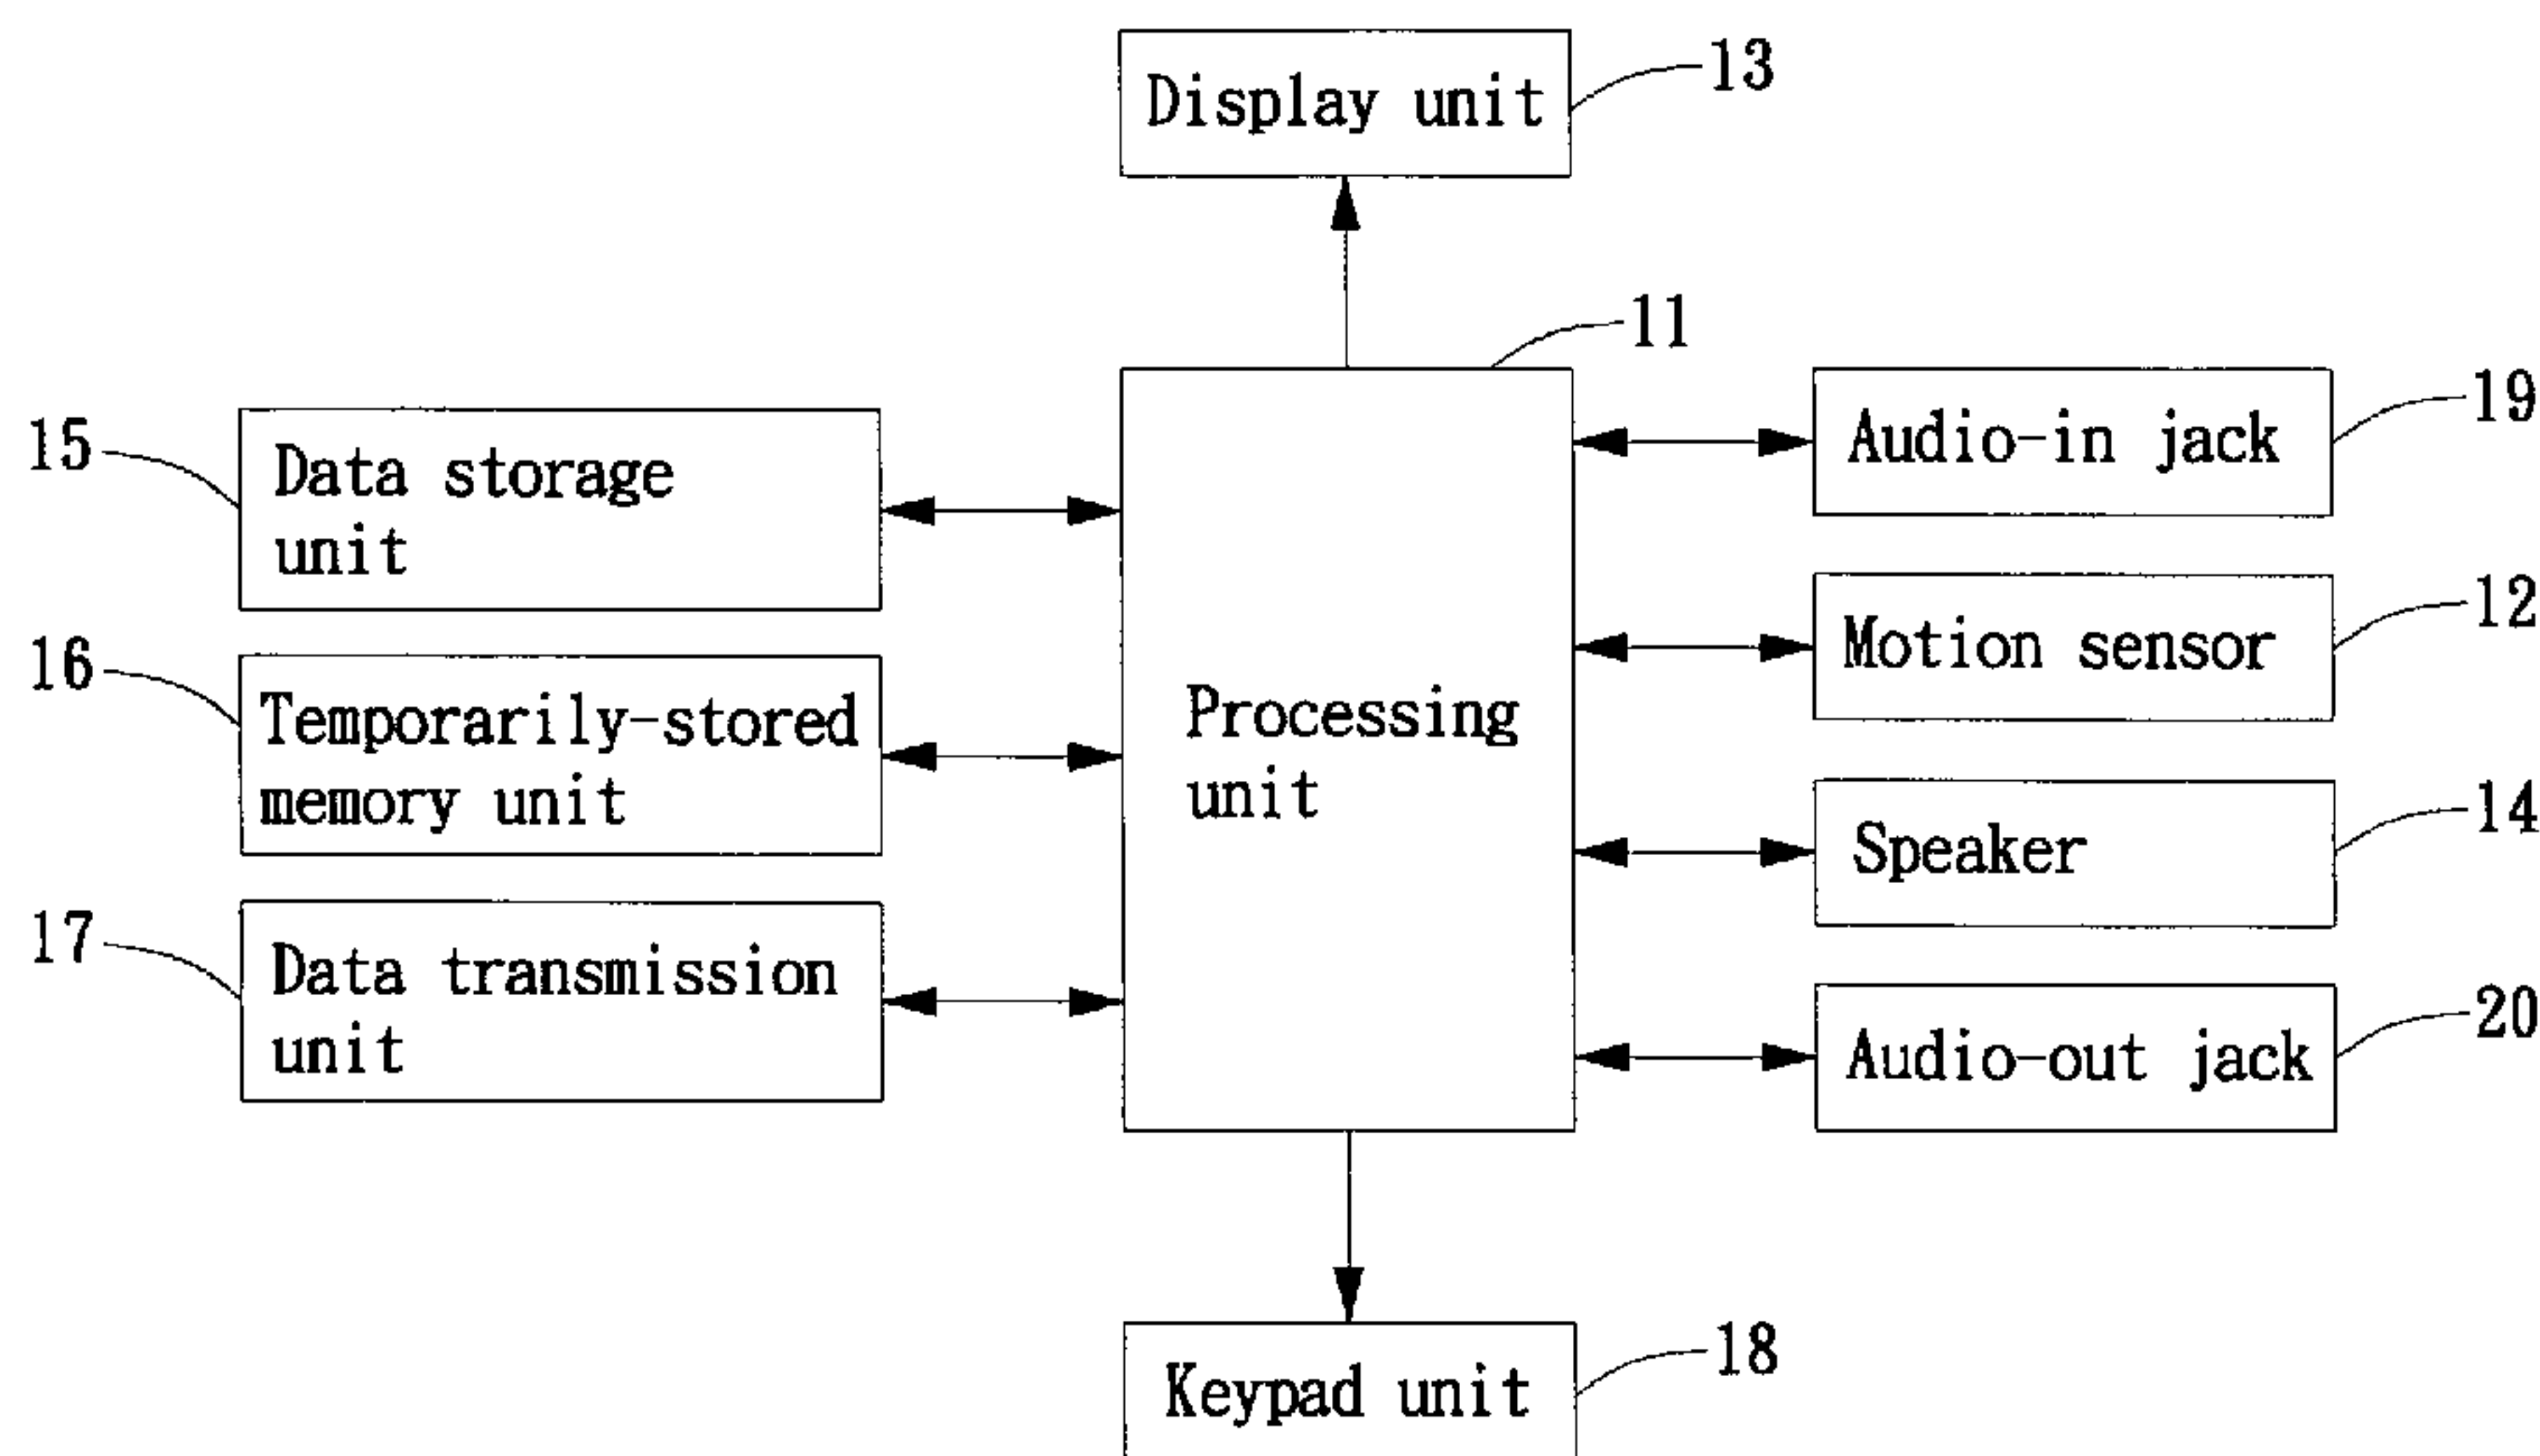 Display unit
13
11
15
Data storage
unit
Audio-in jack
19
16
Temporarily-stored
memory unit
Processing
unit
Motion sensor
12
Speaker
14
17
Data transmission
unit
Audio-out jack
20
Keypad unit
18